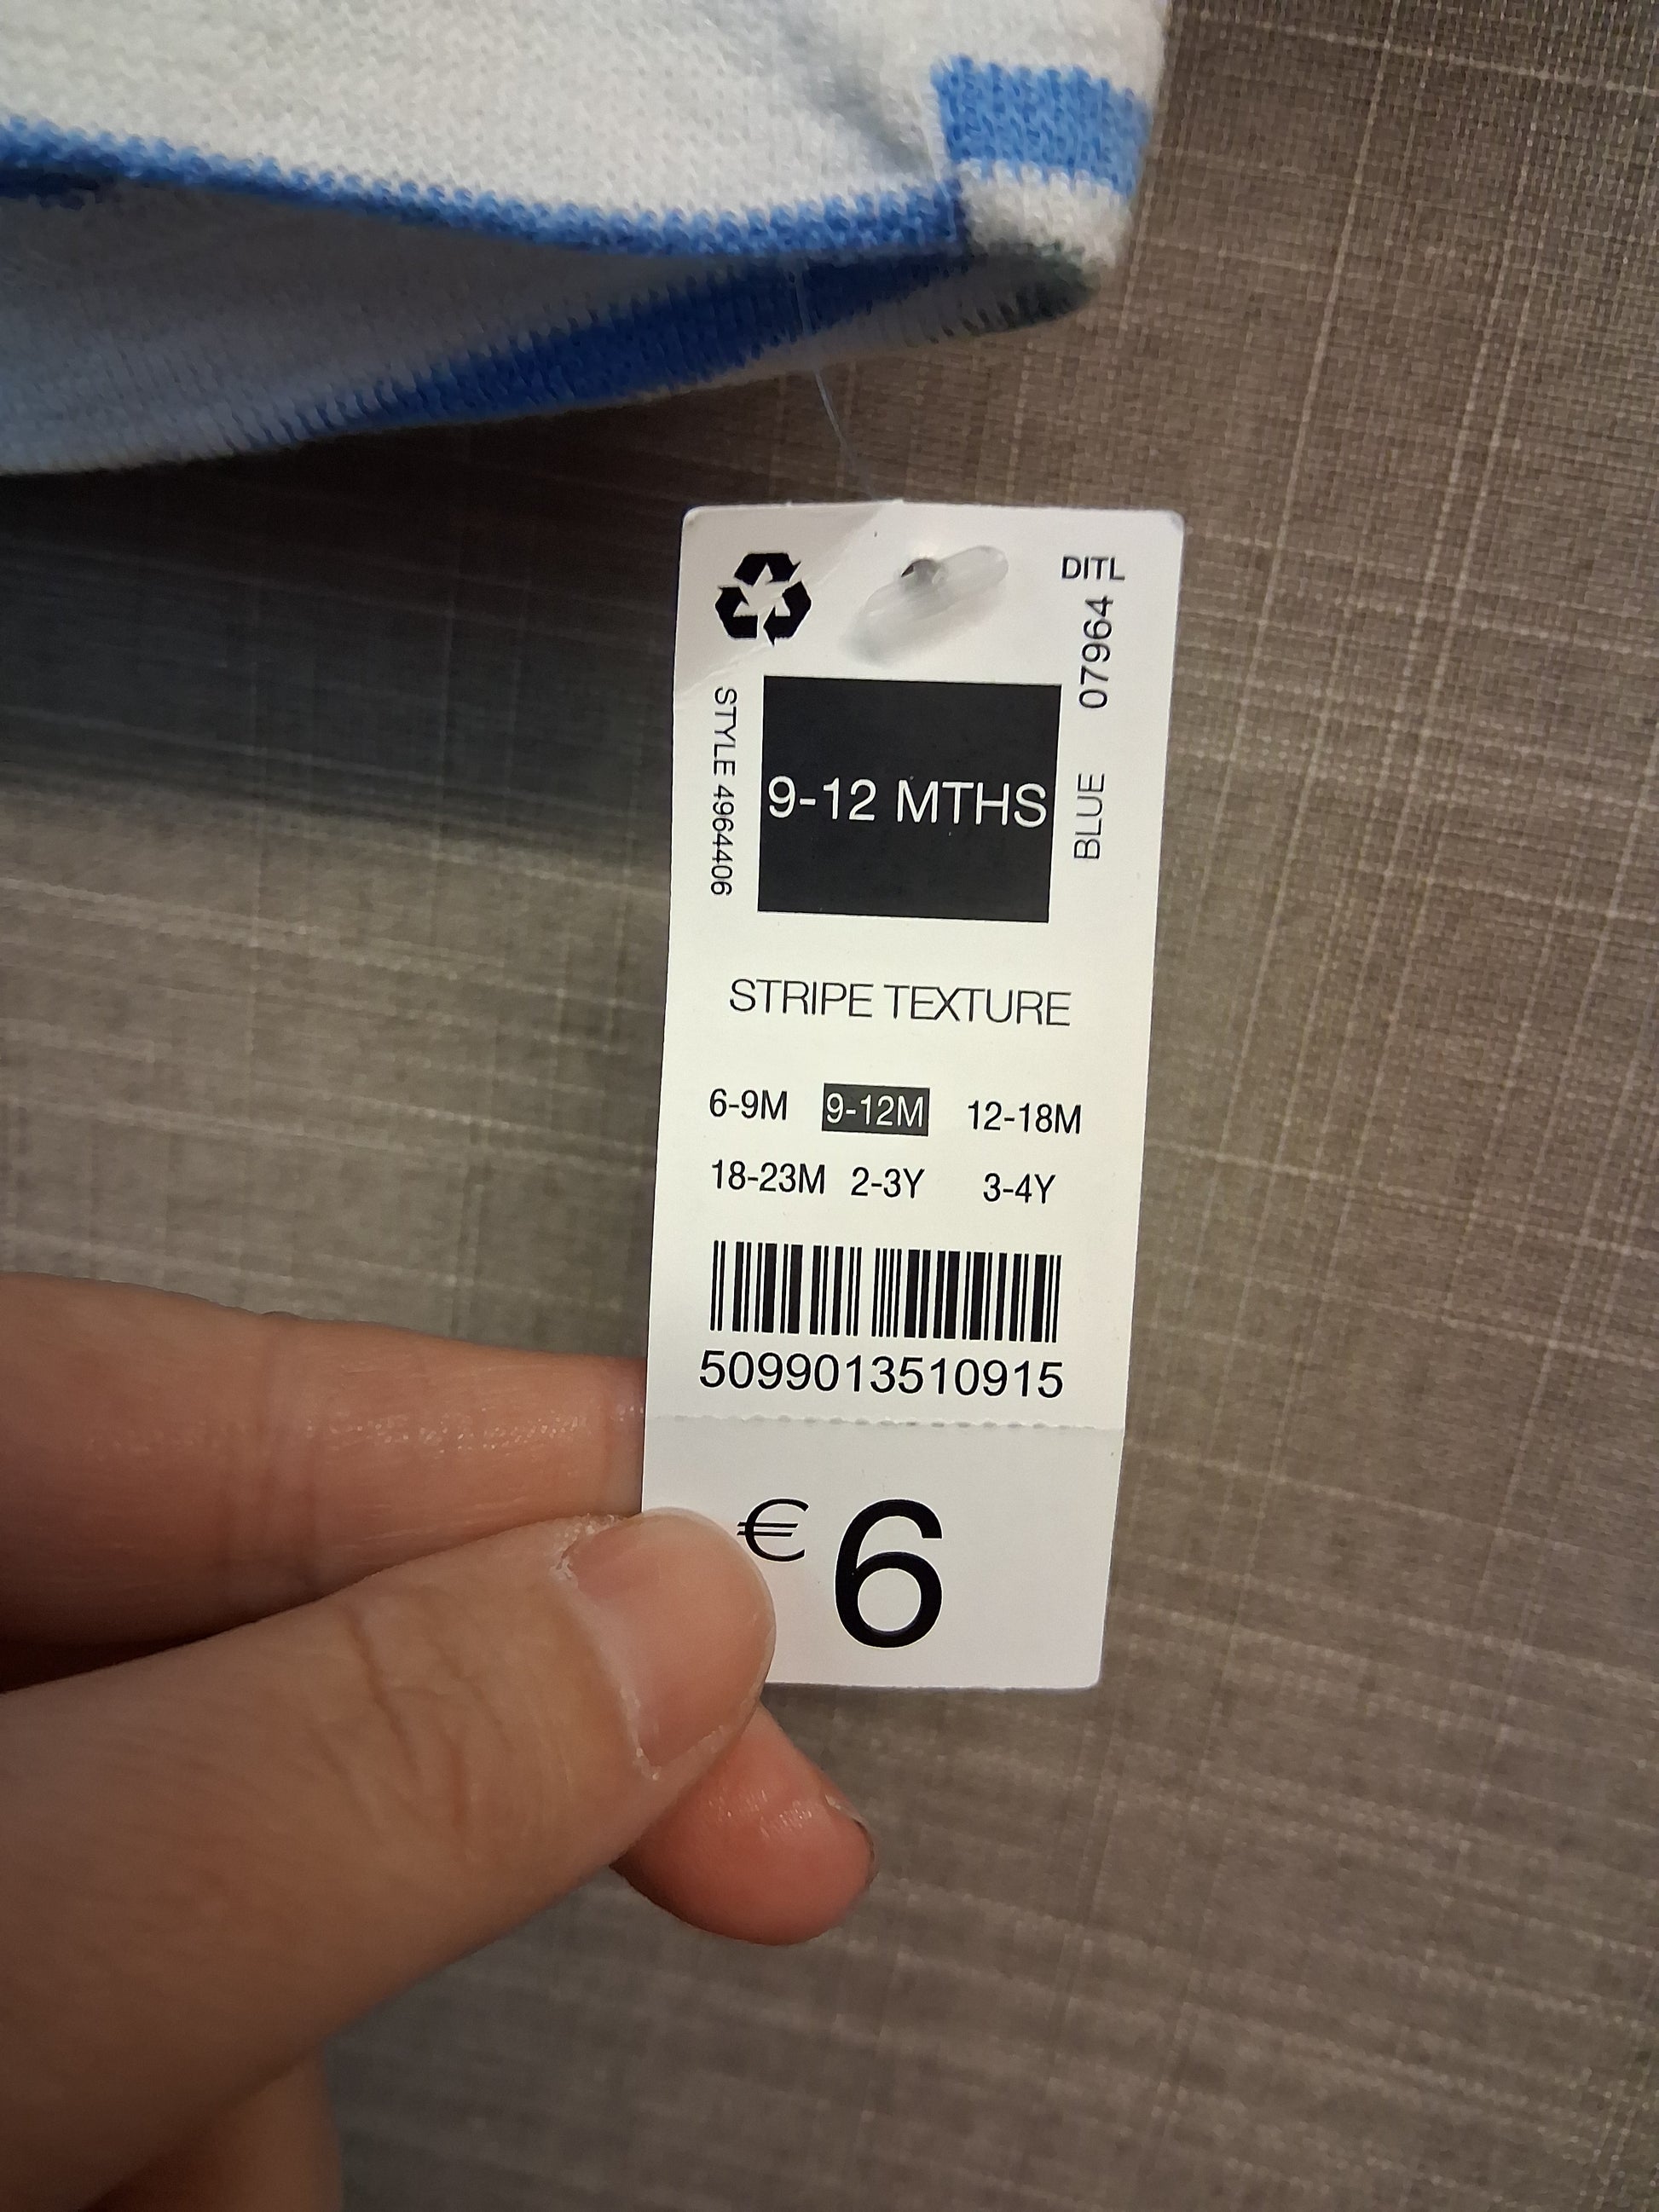 DITL
07964
BLUE
STYLE 4964406
9-12 MTHS
STRIPE TEXTURE
6-9M 9-12M 12-18M
18-23M 2-3Y 3-4Y
5099013510915
€6